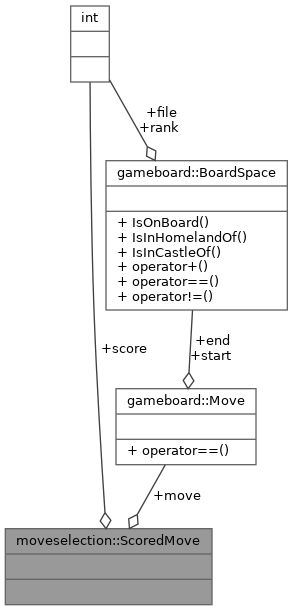 int
+file
+rank
gameboard::BoardSpace
+ IsOnBoard()
+ IsInHomelandOf()
+ IsInCastleOf()
+ operator+()
+ operator==()
+ operator!=()
+score
+end
+start
gameboard::Move
+ operator==()
+move
moveselection::ScoredMove